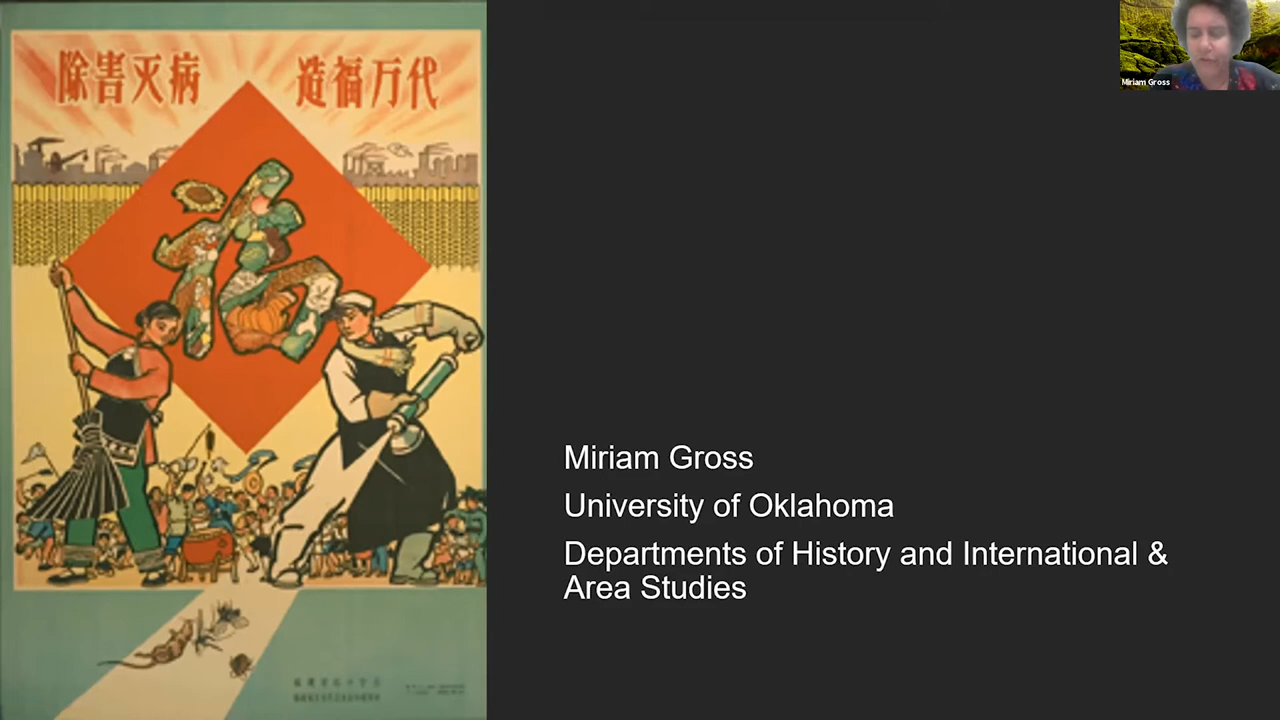 除害灭病 造福万代
福
Miriam Gross
Miriam Gross
University of Oklahoma
Departments of History and International &
Area Studies